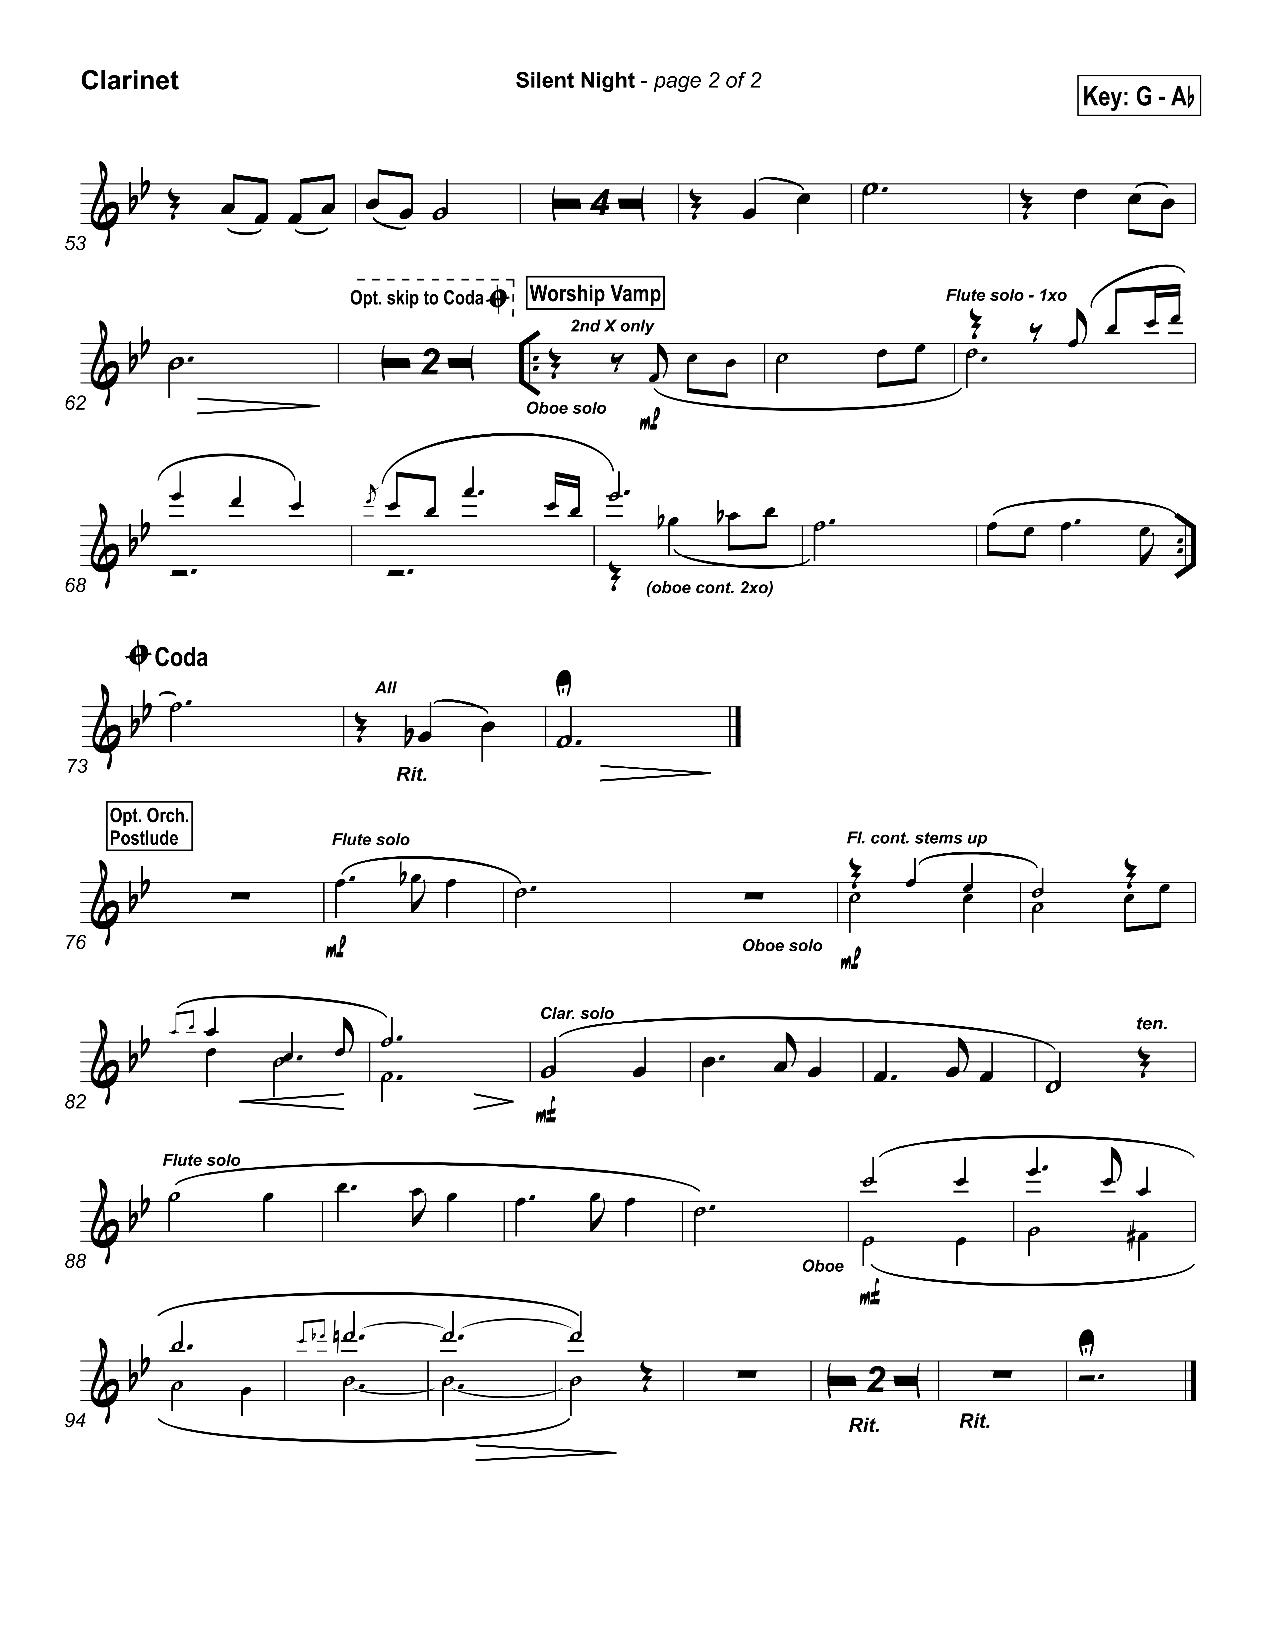 Clarinet
Silent Night - page 2 of 2
Key: G - A♭
53
4
Opt. skip to Coda
Worship Vamp
Flute solo - 1xo
2nd X only
2
62
Oboe solo
mf
68
(oboe cont. 2xo)
Coda
All
73
Rit.
Opt. Orch.
Postlude
Flute solo
Fl. cont. stems up
76
mf
Oboe solo
mf
Clar. solo
ten.
82
mf
Flute solo
88
Oboe
mf
2
94
Rit.
Rit.